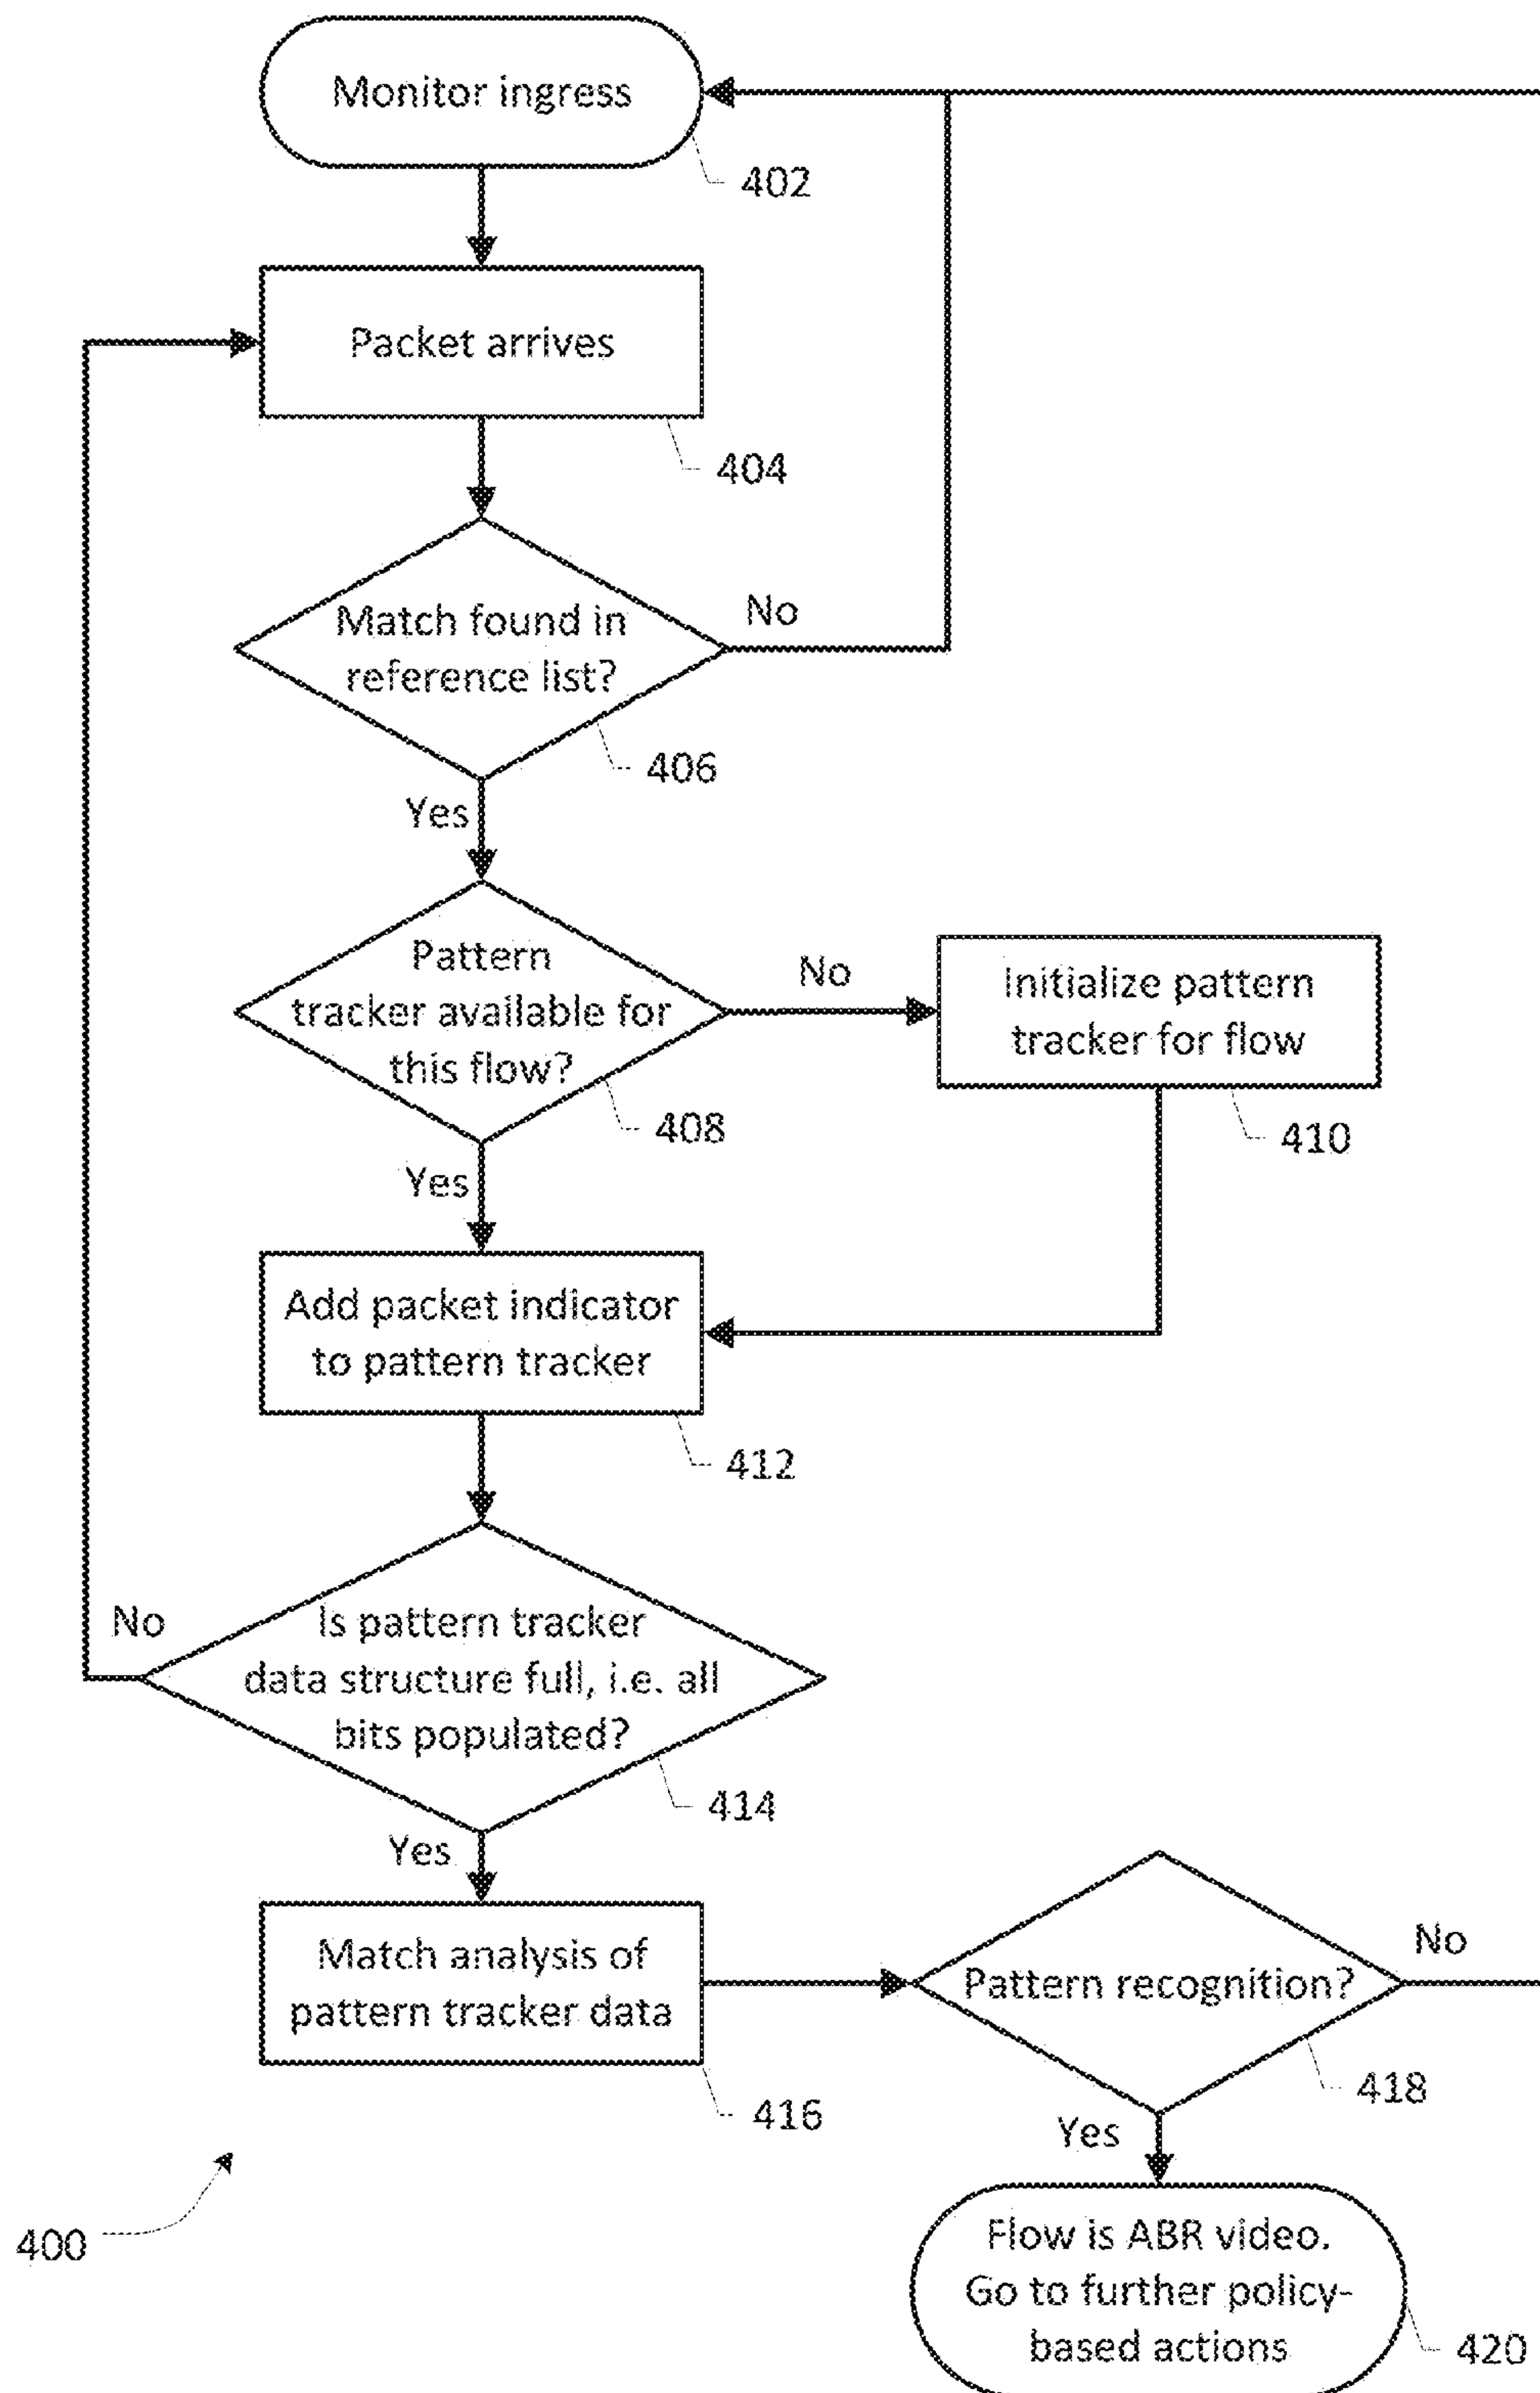 Monitor ingress
402
Packet arrives
404
Match found in
reference list?
No
406
Yes
Pattern
tracker available for
this flow?
No
408
Initialize pattern
tracker for flow
410
Yes
Add packet indicator
to pattern tracker
412
Is pattern tracker
data structure full, i.e. all
bits populated?
No
414
Yes
Match analysis of
pattern tracker data
416
Pattern recognition?
No
418
Yes
Flow is ABR video.
Go to further policy-
based actions
420
400